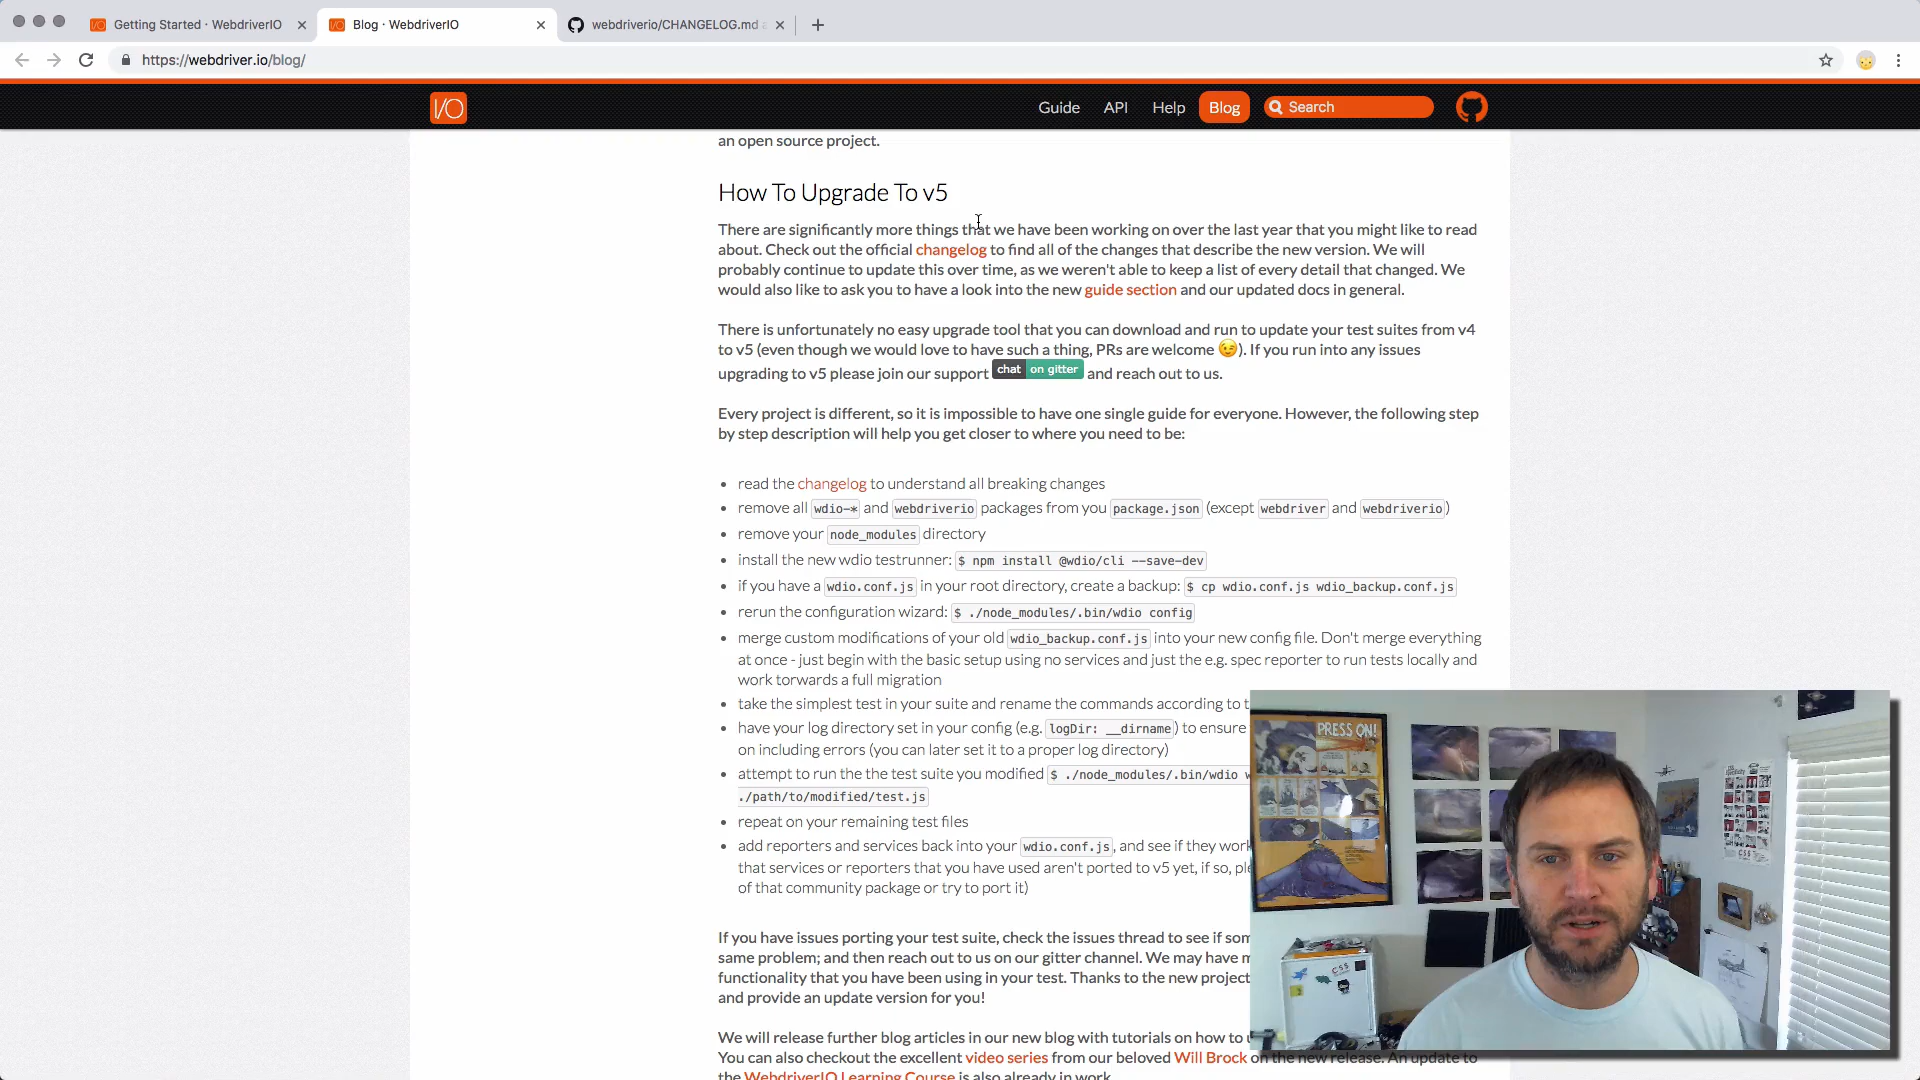 Getting Started · WebdriverIO
Blog · WebdriverIO
webdriverio/CHANGELOG.md
https://webdriver.io/blog/
I/O
Guide
API
Help
Blog
Search
an open source project.
How To Upgrade To v5
There are significantly more things that we have been working on over the last year that you might like to read
about. Check out the official changelog to find all of the changes that describe the new version. We will
probably continue to update this over time, as we weren't able to keep a list of every detail that changed. We
would also like to ask you to have a look into the new guide section and our updated docs in general.
There is unfortunately no easy upgrade tool that you can download and run to update your test suites from v4
to v5 (even though we would love to have such a thing, PRs are welcome 😉). If you run into any issues
upgrading to v5 please join our support chat on gitter and reach out to us.
Every project is different, so it is impossible to have one single guide for everyone. However, the following step
by step description will help you get closer to where you need to be:
• read the changelog to understand all breaking changes
• remove all wdio-* and webdriverio packages from you package.json (except webdriver and webdriverio)
• remove your node_modules directory
• install the new wdio testrunner: $ npm install @wdio/cli --save-dev
• if you have a wdio.conf.js in your root directory, create a backup: $ cp wdio.conf.js wdio_backup.conf.js
• rerun the configuration wizard: $ ./node_modules/.bin/wdio config
• merge custom modifications of your old wdio_backup.conf.js into your new config file. Don't merge everything
at once - just begin with the basic setup using no services and just the e.g. spec reporter to run tests locally and
work torwards a full migration
• take the simplest test in your suite and rename the commands according to t
• have your log directory set in your config (e.g. logDir: __dirname) to ensure
on including errors (you can later set it to a proper log directory)
• attempt to run the the test suite you modified $ ./node_modules/.bin/wdio w
./path/to/modified/test.js
• repeat on your remaining test files
• add reporters and services back into your wdio.conf.js, and see if they work
that services or reporters that you have used aren't ported to v5 yet, if so, ple
of that community package or try to port it)
If you have issues porting your test suite, check the issues thread to see if som
same problem; and then reach out to us on our gitter channel. We may have m
functionality that you have been using in your test. Thanks to the new project
and provide an update version for you!
We will release further blog articles in our new blog with tutorials on how to u
You can also checkout the excellent video series from our beloved Will Brock on the new release. An update to
the WebdriverIO Learning Course is also already in work.
PRESS ON!
CSS